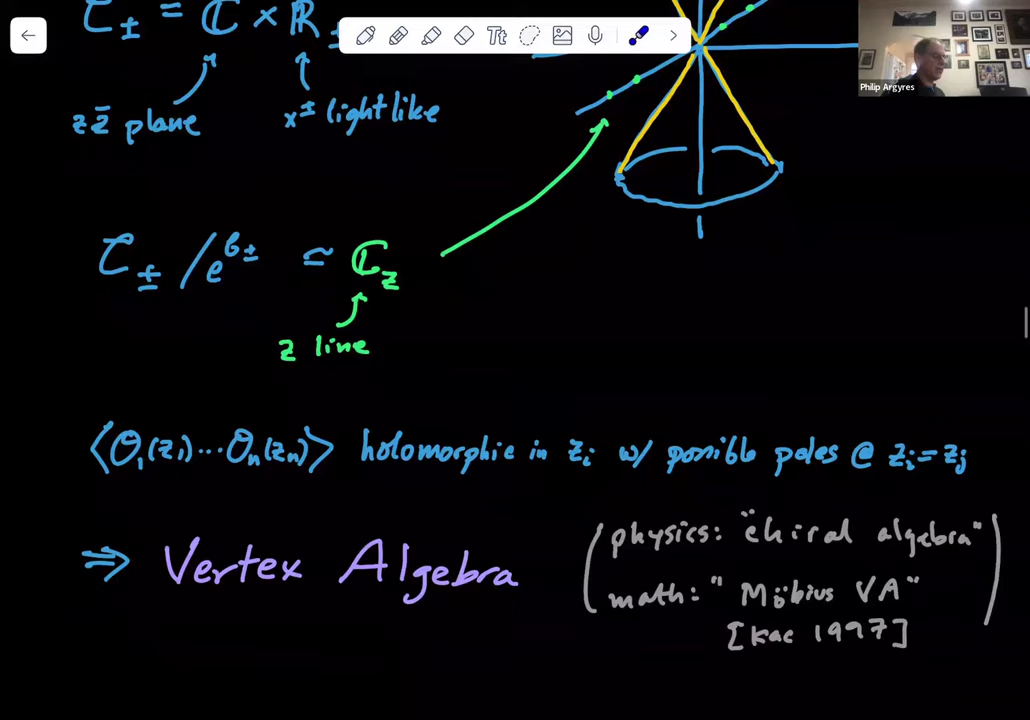 𝒞± = ℂ × ℝ±
Tt
Philip Argyres
z z̄ plane
x± light like
𝒞± / e^{G±} ≃ ℂ_z
z line
⟨𝒪₁(z₁)...𝒪ₙ(zₙ)⟩ holomorphic in zᵢ w/ possible poles @ zᵢ=zⱼ
⇒ Vertex Algebra
(physics: "chiral algebra"
math: "Möbius VA"
[Kac 1997])